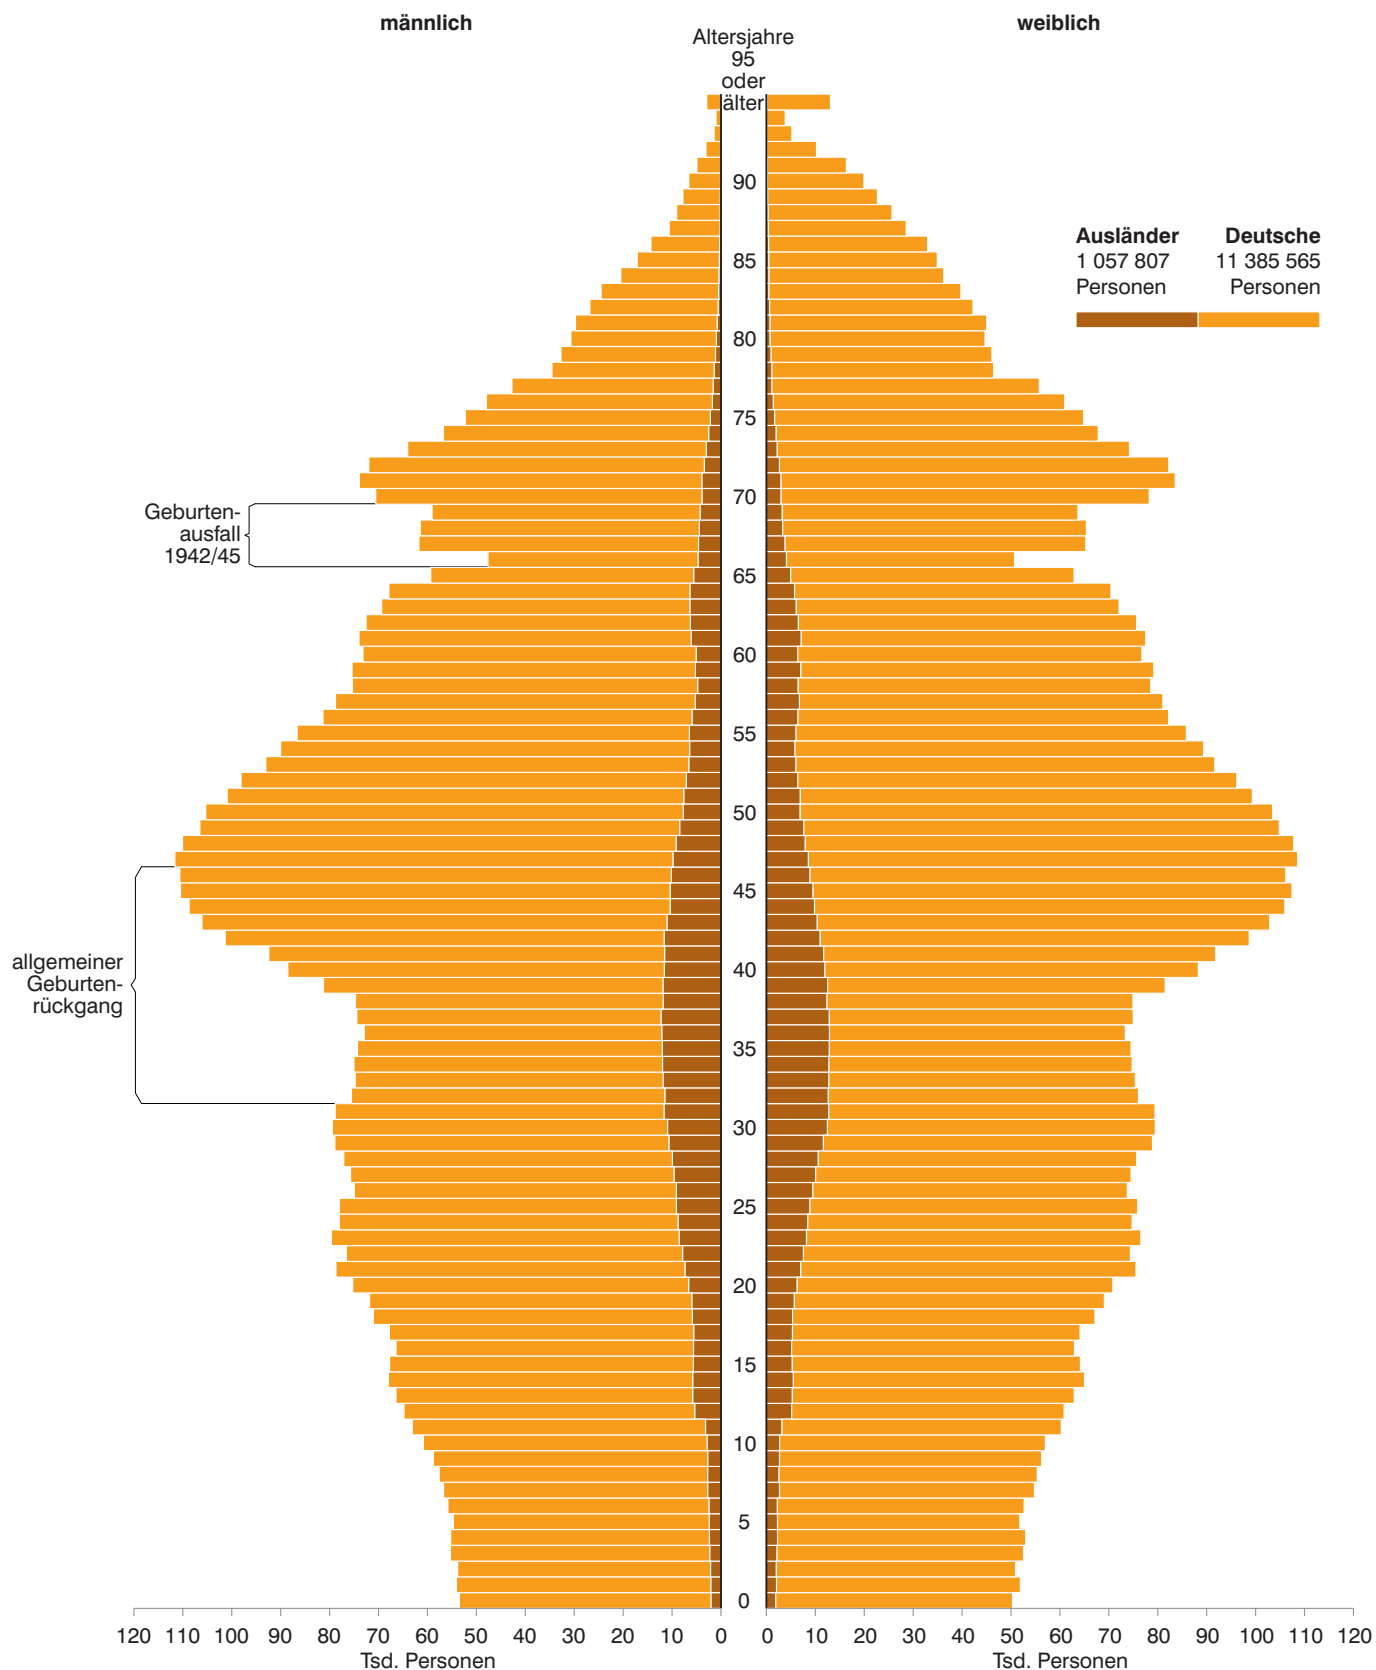 männlich
weiblich
Altersjahre
95
oder
älter
90
85
80
75
70
65
60
55
50
45
40
35
30
25
20
15
10
5
0
Ausländer
1 057 807
Personen
Deutsche
11 385 565
Personen
Geburten-
ausfall
1942/45
allgemeiner
Geburten-
rückgang
120 110 100 90 80 70 60 50 40 30 20 10 0
0 10 20 30 40 50 60 70 80 90 100 110 120
Tsd. Personen
Tsd. Personen